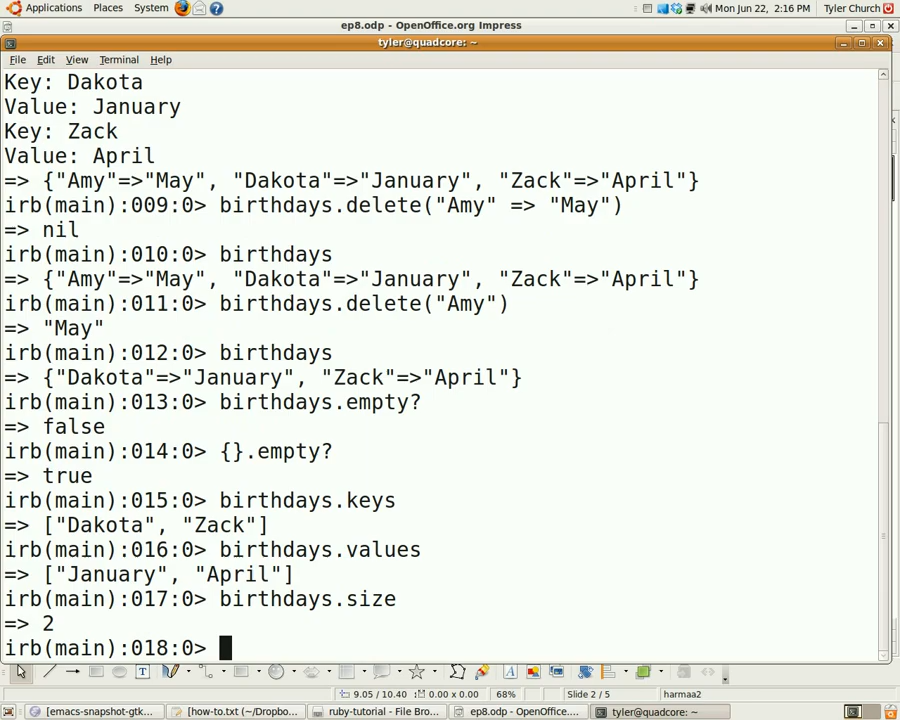 Applications Places System Mon Jun 22, 2:16 PM Tyler Church
ep8.odp - OpenOffice.org Impress
tyler@quadcore: ~
File Edit View Terminal Help
Key: Dakota
Value: January
Key: Zack
Value: April
=> {"Amy"=>"May", "Dakota"=>"January", "Zack"=>"April"}
irb(main):009:0> birthdays.delete("Amy" => "May")
=> nil
irb(main):010:0> birthdays
=> {"Amy"=>"May", "Dakota"=>"January", "Zack"=>"April"}
irb(main):011:0> birthdays.delete("Amy")
=> "May"
irb(main):012:0> birthdays
=> {"Dakota"=>"January", "Zack"=>"April"}
irb(main):013:0> birthdays.empty?
=> false
irb(main):014:0> {}.empty?
=> true
irb(main):015:0> birthdays.keys
=> ["Dakota", "Zack"]
irb(main):016:0> birthdays.values
=> ["January", "April"]
irb(main):017:0> birthdays.size
=> 2
irb(main):018:0>
9.05 / 10.40 0.00 x 0.00 68% Slide 2 / 5 harmaa2
[emacs-snapshot-gtk... [how-to.txt (~/Dropbo... ruby-tutorial - File Bro... ep8.odp - OpenOffice.... tyler@quadcore: ~